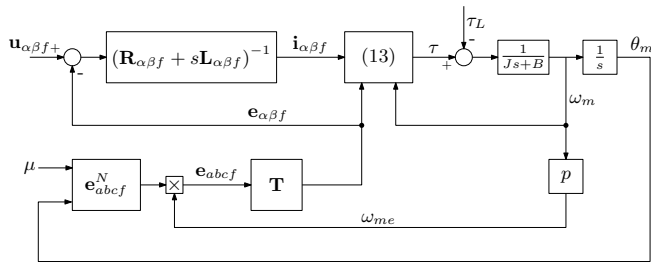 τ_L
u_{αβf} + - (R_{αβf} + sL_{αβf})^{-1} i_{αβf} (13) τ + - 1/(Js+B) 1/s θ_m
ω_m
e_{αβf}
μ e^N_{abcf} × e_{abcf} T p
ω_{me}